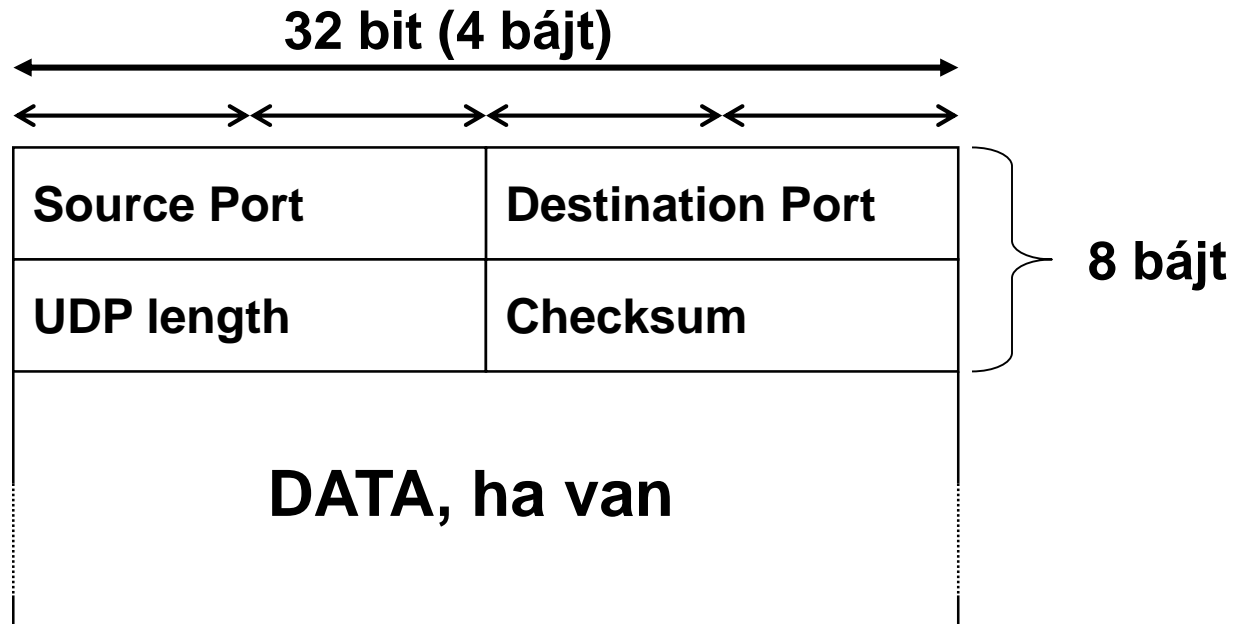 32 bit (4 bájt)
Source Port
Destination Port
8 bájt
UDP length
Checksum
DATA, ha van